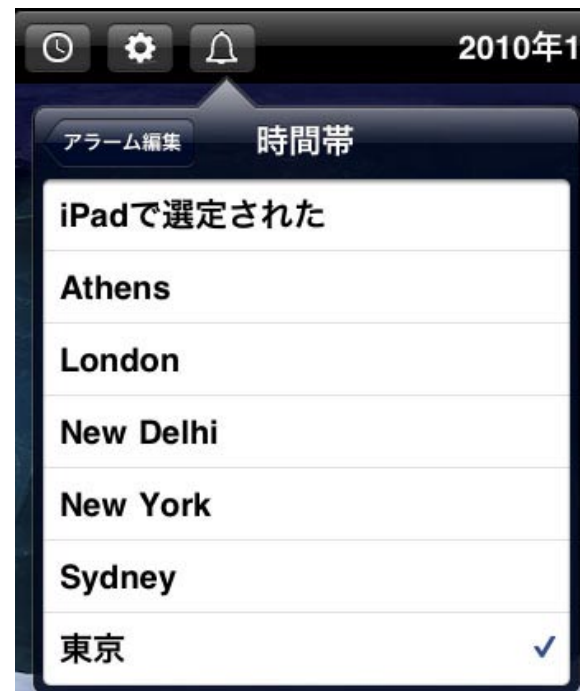 2010年1
アラーム編集 時間帯
iPadで選定された
Athens
London
New Delhi
New York
Sydney
東京